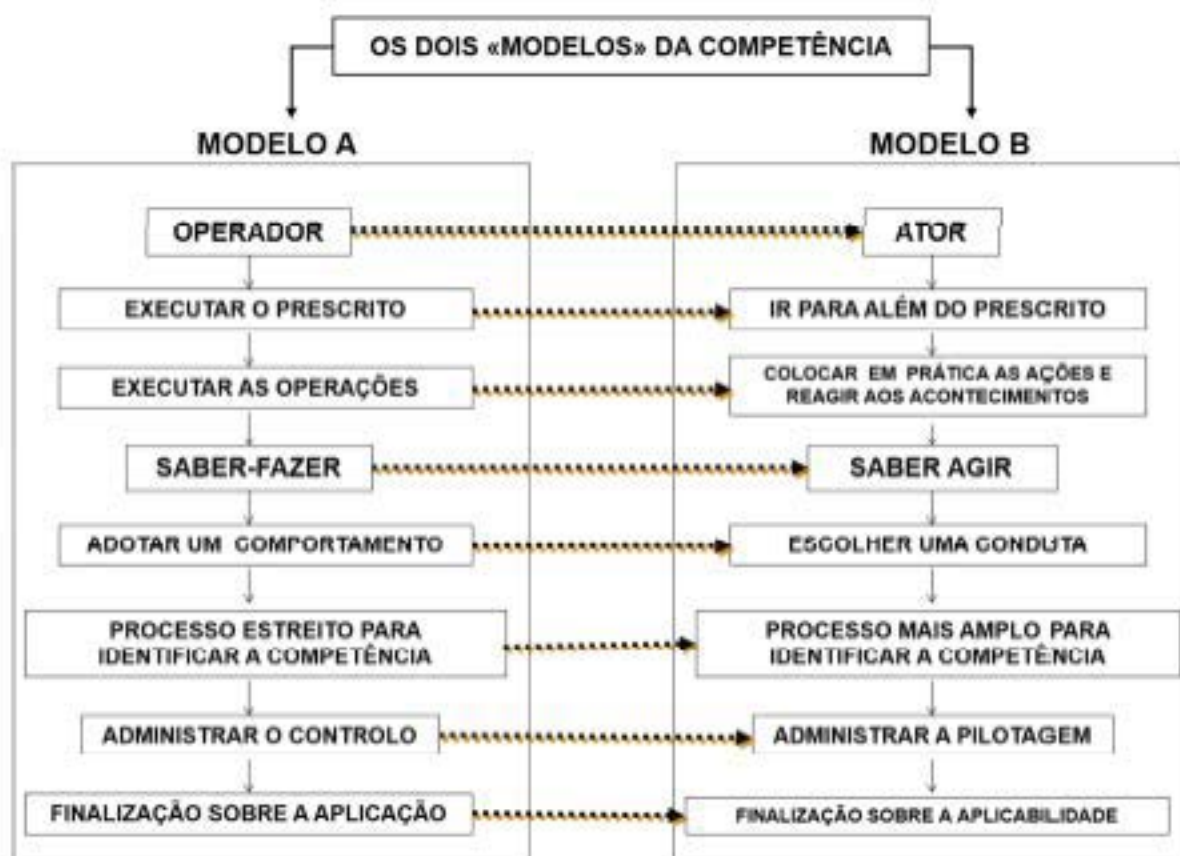 OS DOIS «MODELOS» DA COMPETÊNCIA
MODELO A
OPERADOR
EXECUTAR O PRESCRITO
EXECUTAR AS OPERAÇÕES
SABER-FAZER
ADOTAR UM COMPORTAMENTO
PROCESSO ESTREITO PARA
IDENTIFICAR A COMPETÊNCIA
ADMINISTRAR O CONTROLO
FINALIZAÇÃO SOBRE A APLICAÇÃO
MODELO B
ATOR
IR PARA ALÉM DO PRESCRITO
COLOCAR EM PRÁTICA AS AÇÕES E
REAGIR AOS ACONTECIMENTOS
SABER AGIR
ESCOLHER UMA CONDUTA
PROCESSO MAIS AMPLO PARA
IDENTIFICAR A COMPETÊNCIA
ADMINISTRAR A PILOTAGEM
FINALIZAÇÃO SOBRE A APLICABILIDADE